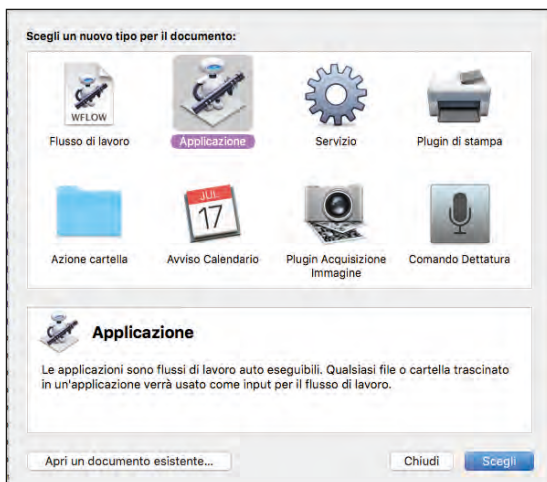 Scegli un nuovo tipo per il documento:
WFLOW
Flusso di lavoro
Applicazione
Servizio
Plugin di stampa
JUL
17
Azione cartella
Avviso Calendario
Plugin Acquisizione
Immagine
Comando Dettatura
Applicazione
Le applicazioni sono flussi di lavoro auto eseguibili. Qualsiasi file o cartella trascinato
in un'applicazione verrà usato come input per il flusso di lavoro.
Apri un documento esistente...
Chiudi
Scegli